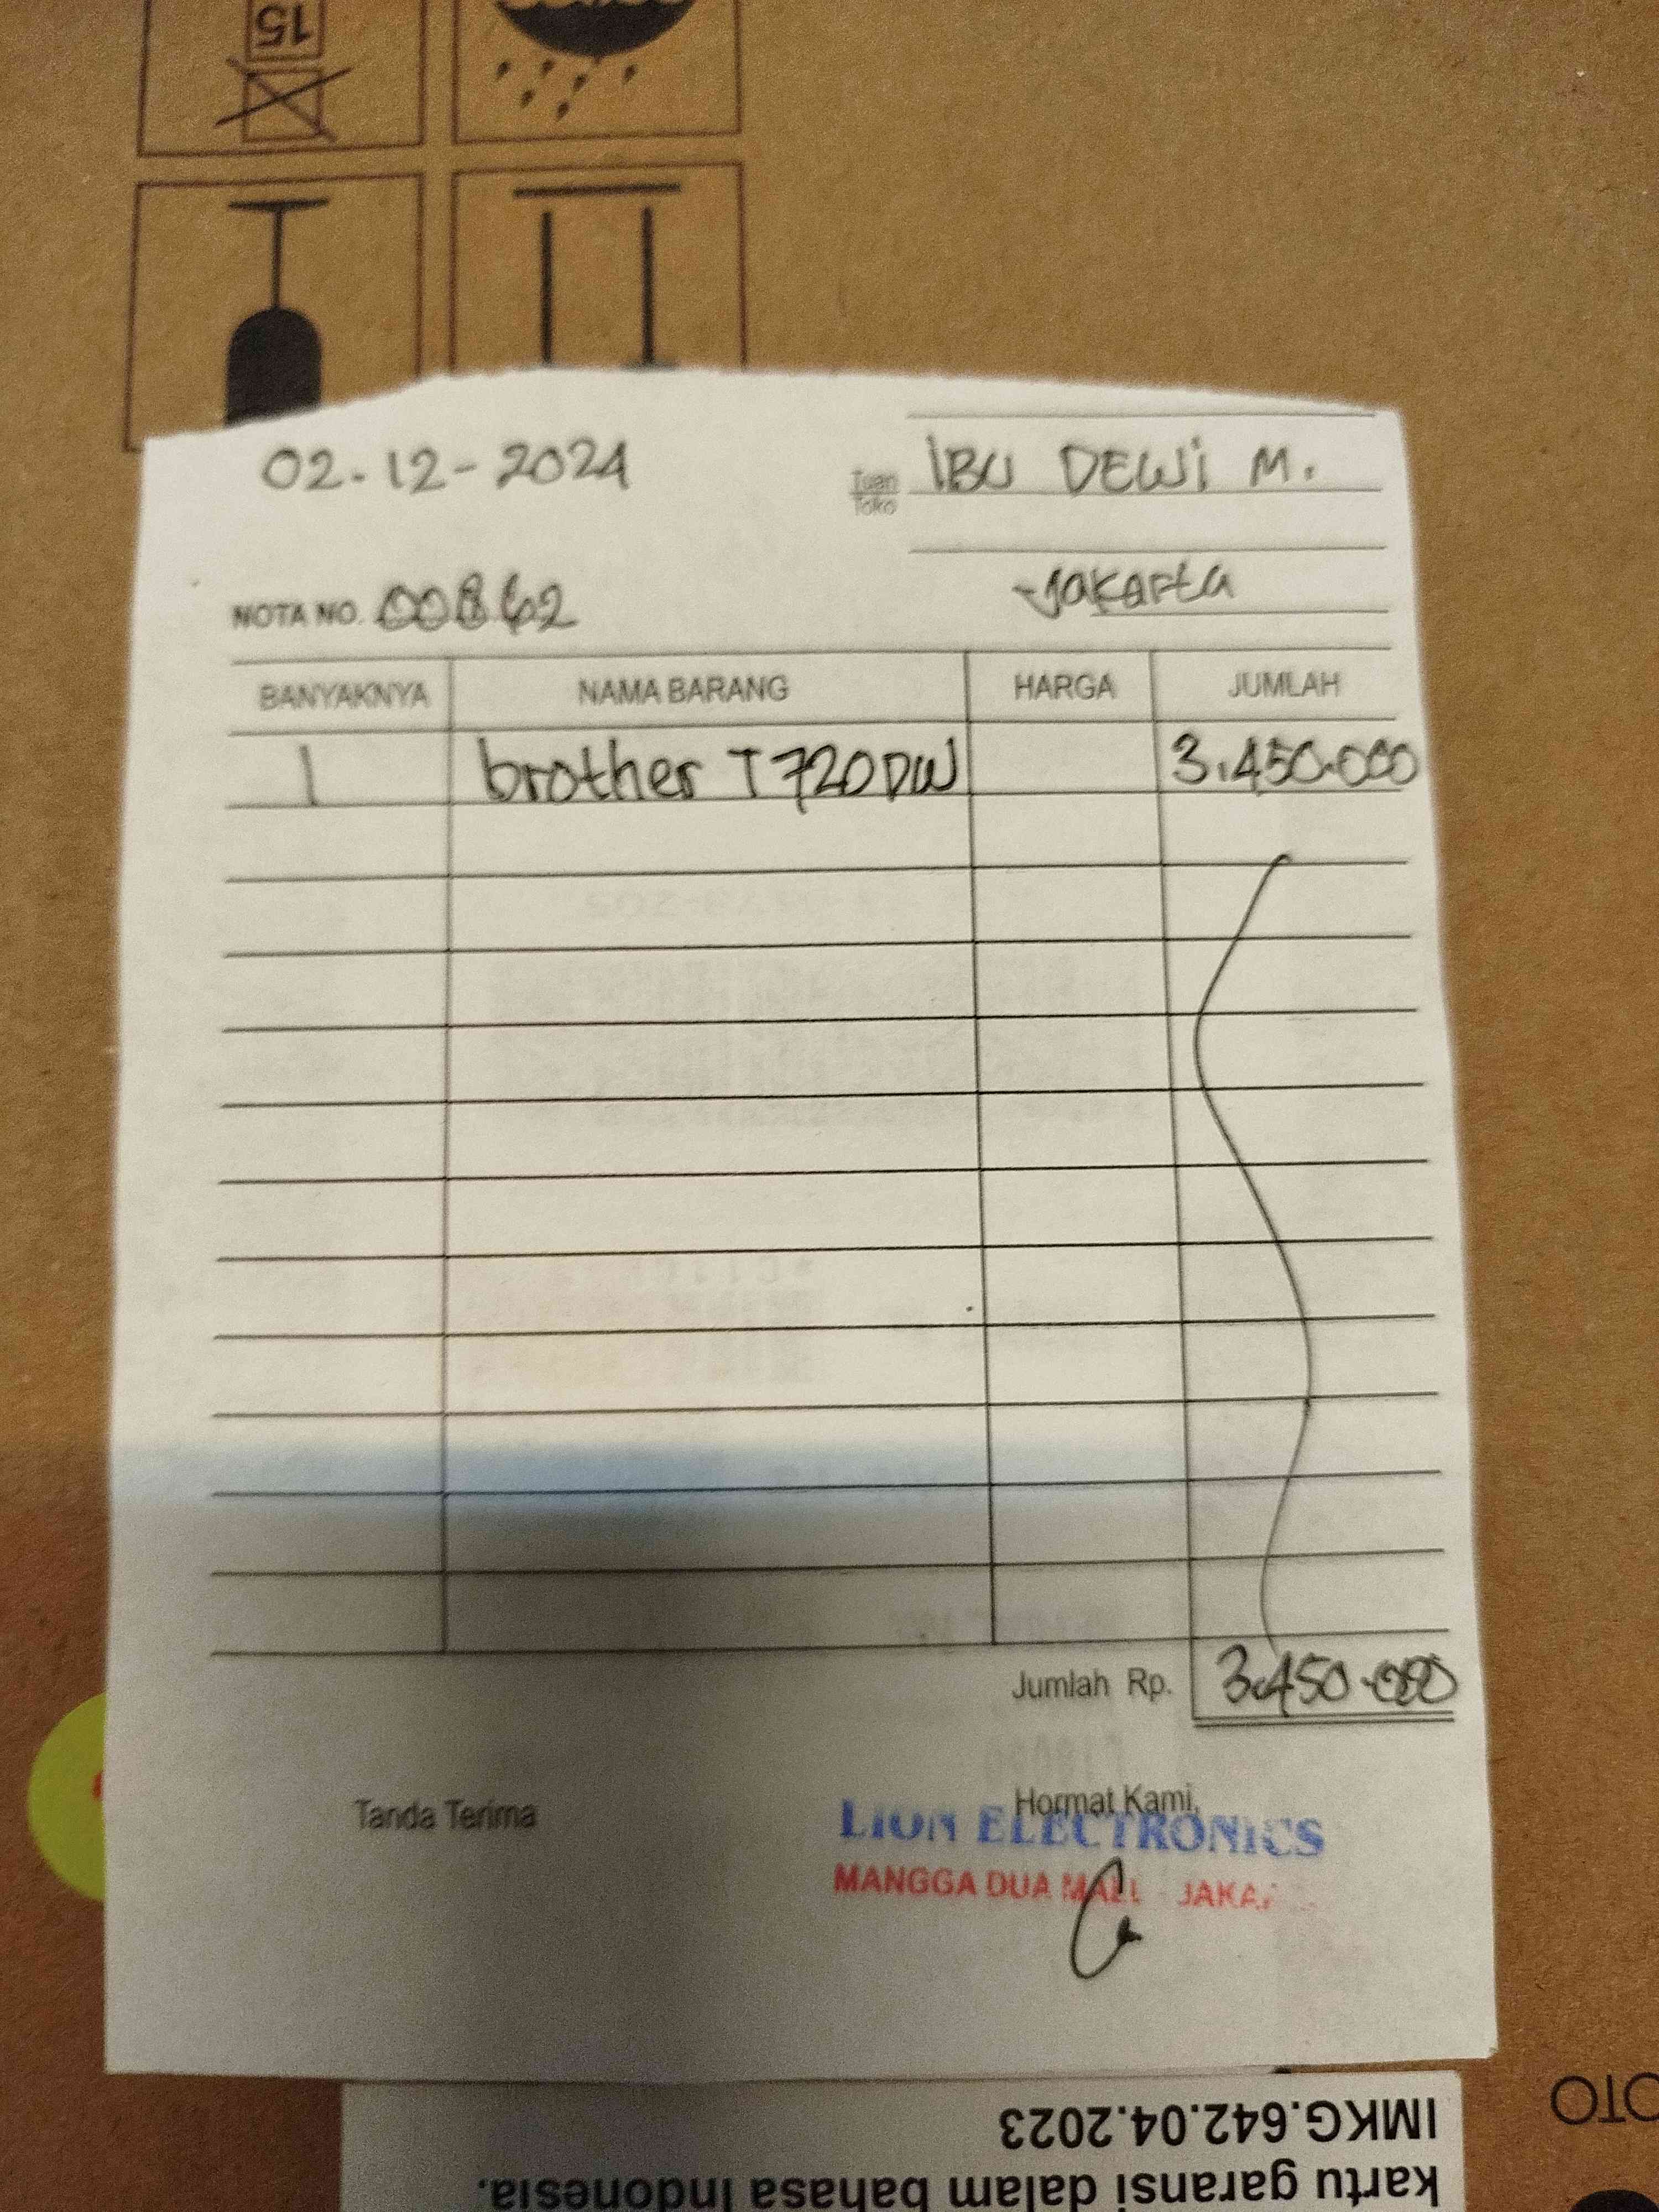 15
02-12-2024
Tuan
Toko
IBU DEWI M.
Jakarta
NOTA NO. 00862
BANYAKNYA NAMA BARANG HARGA JUMLAH
1 brother T720DW 3.450.000
Jumlah Rp. 3.450.000
Tanda Terima Hormat Kami,
LION ELECTRONICS
MANGGA DUA MALL - JAKA
IMKG.642.04.2023
kartu garansi dalam bahasa Indonesia.
OTO